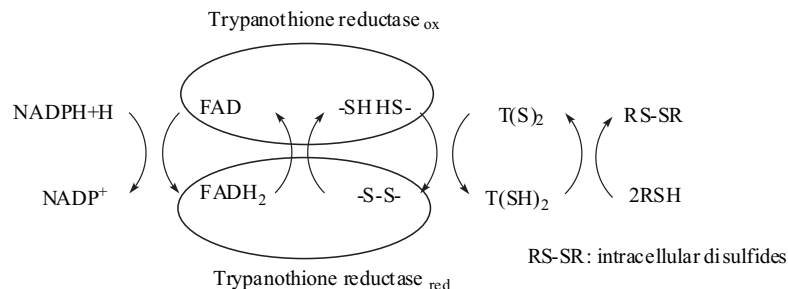 Trypanothione reductase ox
NADPH+H FAD -SH HS- T(S)2 RS-SR
NADP+ FADH2 -S-S- T(SH)2 2RSH
RS-SR: intracellular disulfides
Trypanothione reductase red